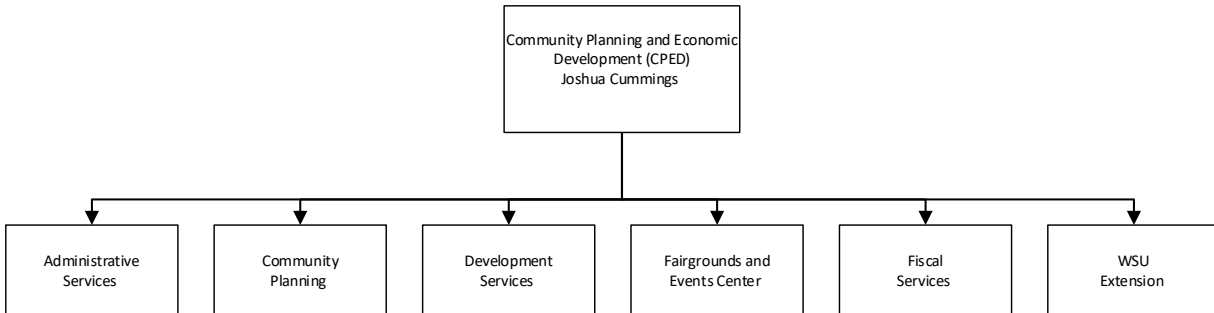 Community Planning and Economic
Development (CPED)
Joshua Cummings
Administrative
Services
Community
Planning
Development
Services
Fairgrounds and
Events Center
Fiscal
Services
WSU
Extension